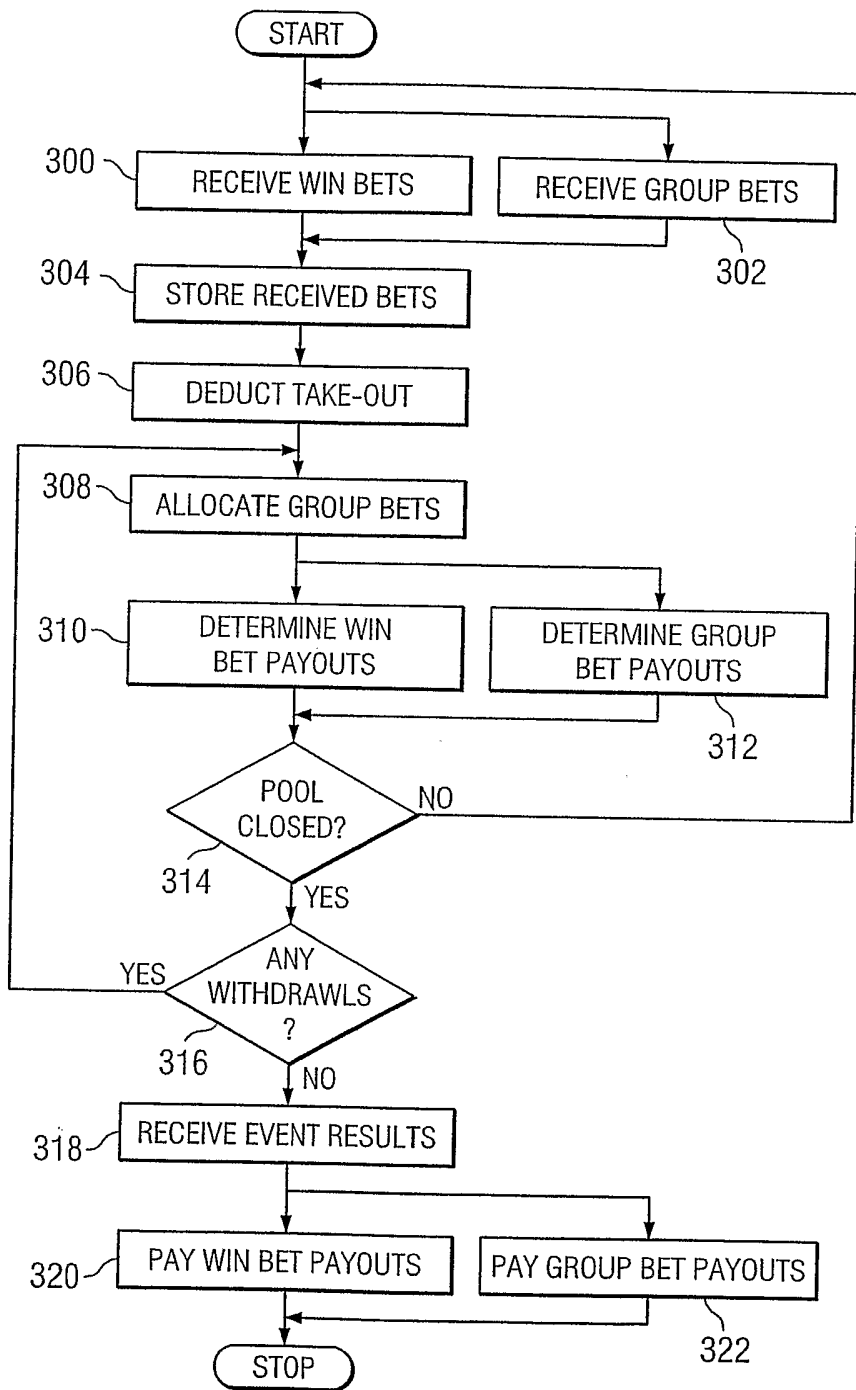 START
300
RECEIVE WIN BETS
RECEIVE GROUP BETS
302
304
STORE RECEIVED BETS
306
DEDUCT TAKE-OUT
308
ALLOCATE GROUP BETS
310
DETERMINE WIN
BET PAYOUTS
DETERMINE GROUP
BET PAYOUTS
312
POOL
CLOSED?
NO
314
YES
YES
ANY
WITHDRAWLS
?
316
NO
318
RECEIVE EVENT RESULTS
320
PAY WIN BET PAYOUTS
PAY GROUP BET PAYOUTS
322
STOP